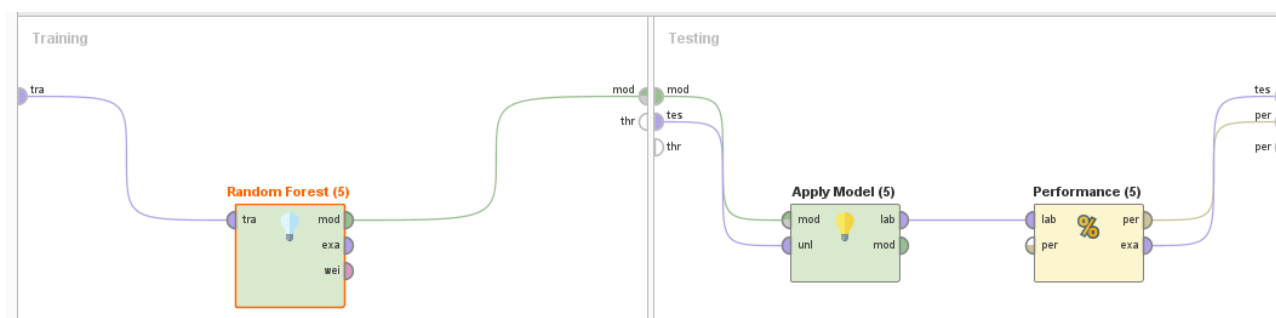 Training
tra
mod
thr
Random Forest (5)
tra
mod
exa
wei
Testing
mod
tes
thr
tes
per
per
Apply Model (5)
mod
lab
unl
mod
Performance (5)
lab
per
per
exa
%